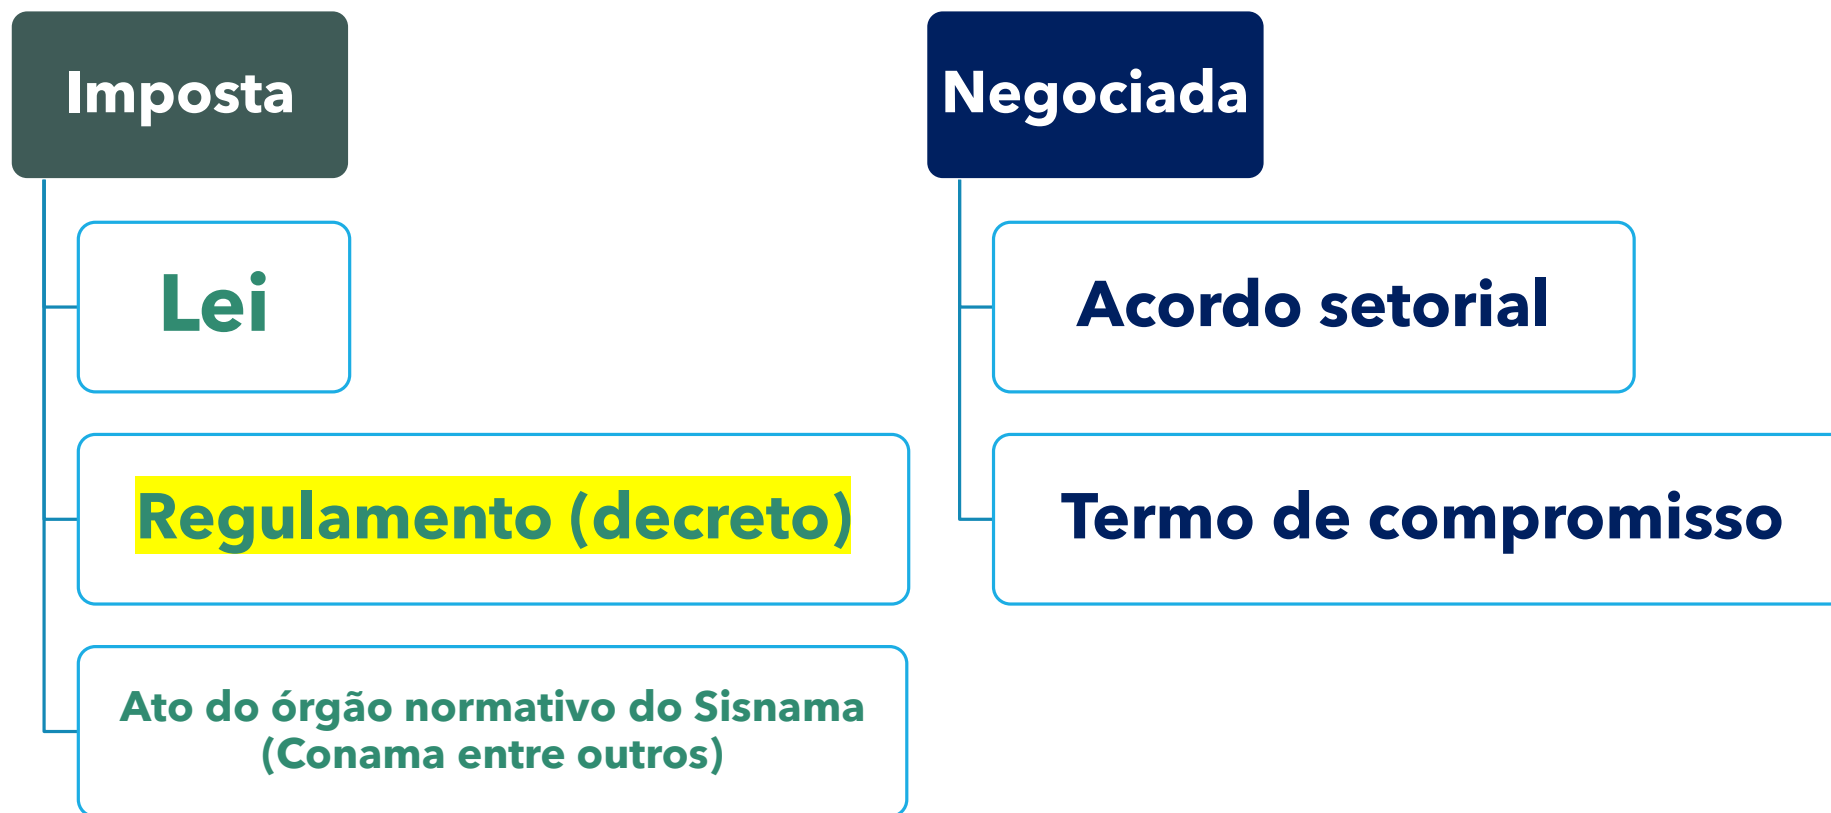 Imposta
Lei
Regulamento (decreto)
Ato do órgão normativo do Sisnama
(Conama entre outros)
Negociada
Acordo setorial
Termo de compromisso